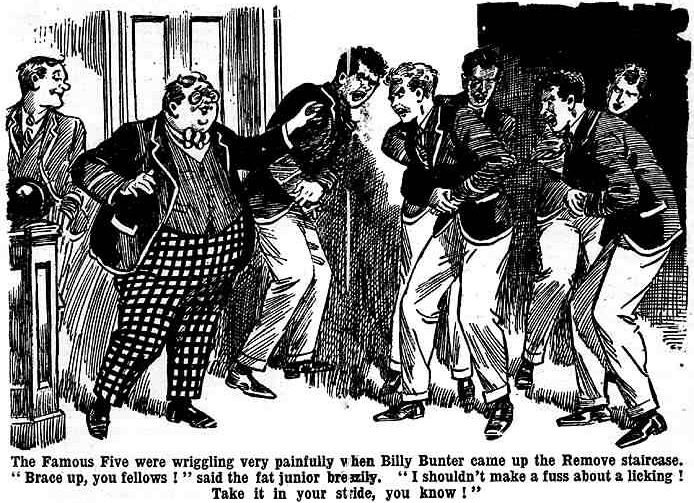 The Famous Five were wriggling very painfully when Billy Bunter came up the Remove staircase.
" Brace up, you fellows ! " said the fat junior breezily. " I shouldn't make a fuss about a licking !
Take it in your stride, you know ! "